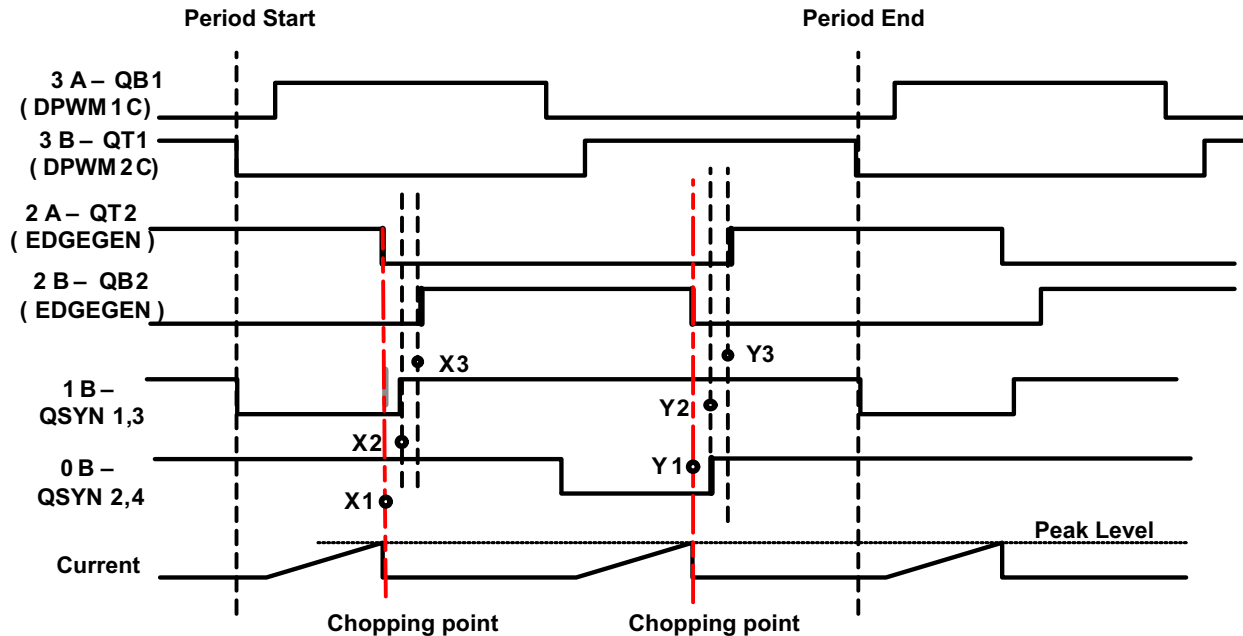 Period Start
Period End
3 A – QB1
( DPWM 1 C )
3 B – QT1
( DPWM 2 C )
2 A – QT2
( EDGEGEN )
2 B – QB2
( EDGEGEN )
X3
Y3
1 B –
QSYN 1,3
Y2
X2
0 B –
QSYN 2,4
Y1
X1
Peak Level
Current
Chopping point
Chopping point